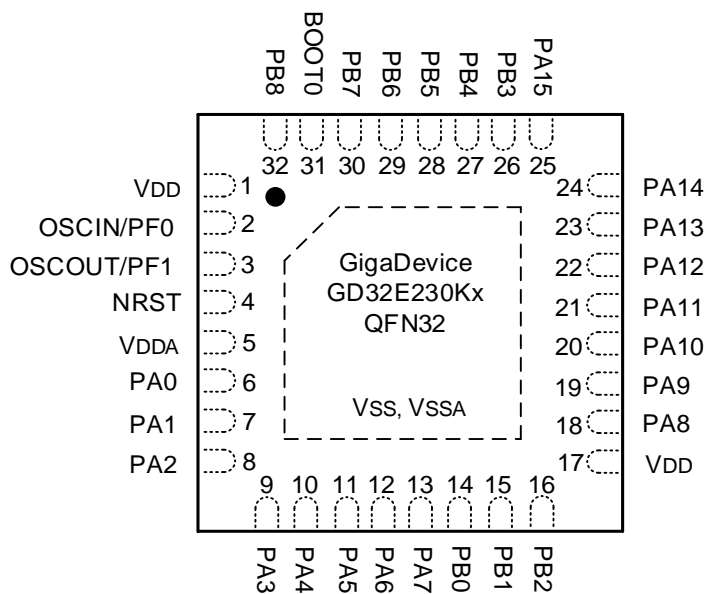 PB8
BOOT0
PB7
PB6
PB5
PB4
PB3
PA15
32
31
30
29
28
27
26
25
VDD
1
OSCIN/PF0
2
OSCOUT/PF1
3
NRST
4
VDDA
5
PA0
6
PA1
7
PA2
8
GigaDevice
GD32E230Kx
QFN32
VSS, VSSA
24
PA14
23
PA13
22
PA12
21
PA11
20
PA10
19
PA9
18
PA8
17
VDD
9
10
11
12
13
14
15
16
PA3
PA4
PA5
PA6
PA7
PB0
PB1
PB2